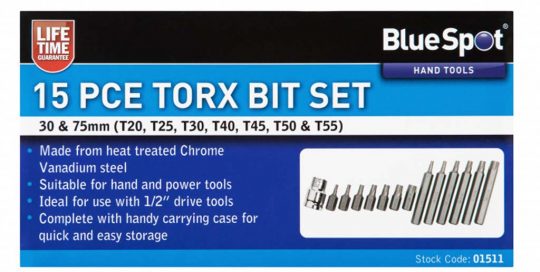 LIFE
TIME
GUARANTEE
BlueSpot®
HAND TOOLS
15 PCE TORX BIT SET
30 & 75mm (T20, T25, T30, T40, T45, T50 & T55)
• Made from heat treated Chrome
Vanadium steel
• Suitable for hand and power tools
• Ideal for use with 1/2" drive tools
• Complete with handy carrying case for
quick and easy storage
Stock Code: 01511